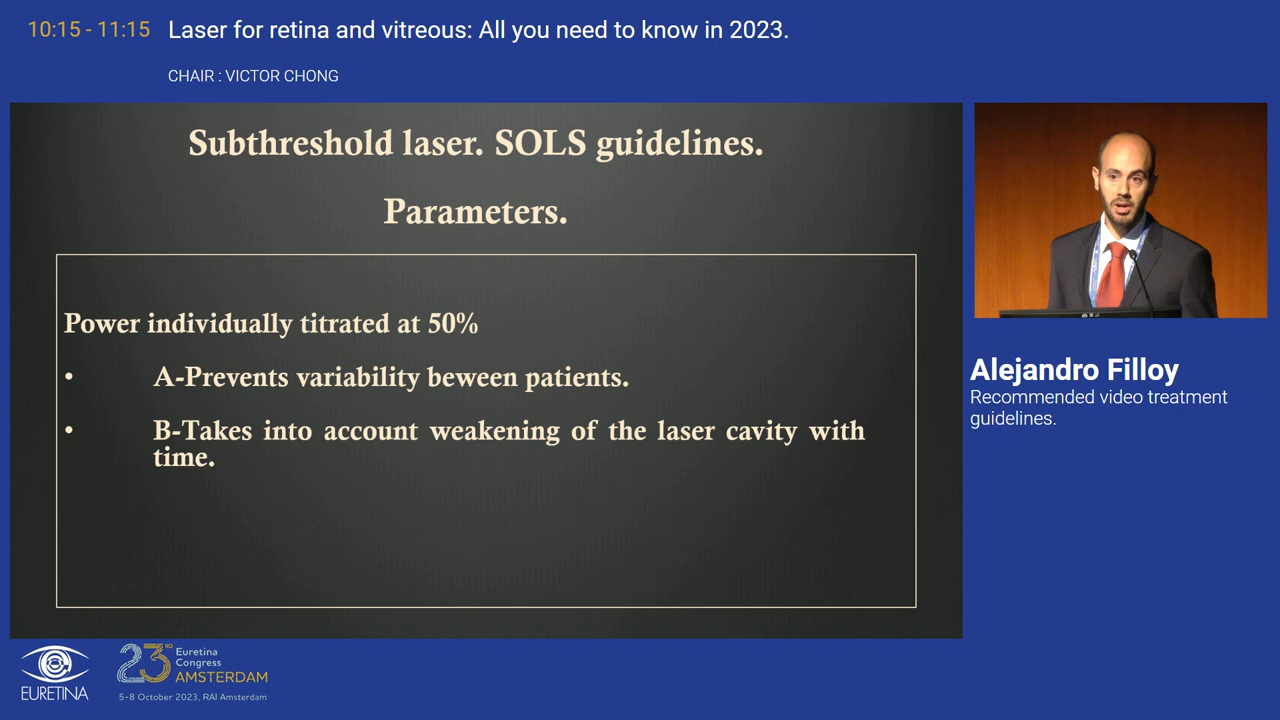 10:15 - 11:15 Laser for retina and vitreous: All you need to know in 2023.
CHAIR : VICTOR CHONG
Subthreshold laser. SOLS guidelines.
Parameters.
Power individually titrated at 50%
• A-Prevents variability beween patients.
• B-Takes into account weakening of the laser cavity with
time.
Alejandro Filloy
Recommended video treatment
guidelines.
EURETINA
23RD
Euretina
Congress
AMSTERDAM
5-8 October 2023, RAI Amsterdam